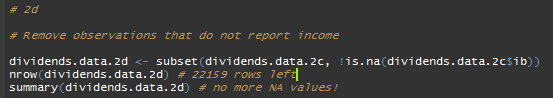 # 2d
# Remove observations that do not report income
dividends.data.2d <- subset(dividends.data.2c, !is.na(dividends.data.2c$ib))
nrow(dividends.data.2d) # 22159 rows left
summary(dividends.data.2d) # no more NA values!